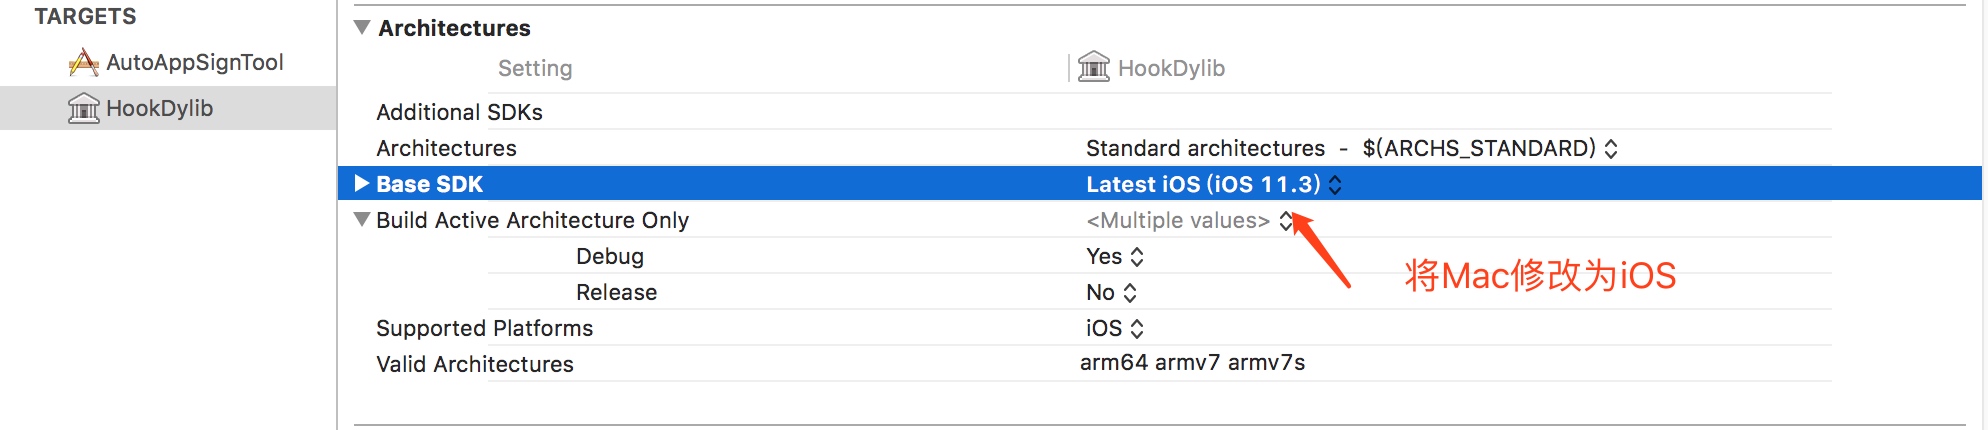 TARGETS
AutoAppSignTool
HookDylib
Architectures
Setting HookDylib
Additional SDKs
Architectures Standard architectures - $(ARCHS_STANDARD)
Base SDK Latest iOS (iOS 11.3)
Build Active Architecture Only <Multiple values>
Debug Yes
将Mac修改为iOS
Release No
Supported Platforms iOS
Valid Architectures arm64 armv7 armv7s